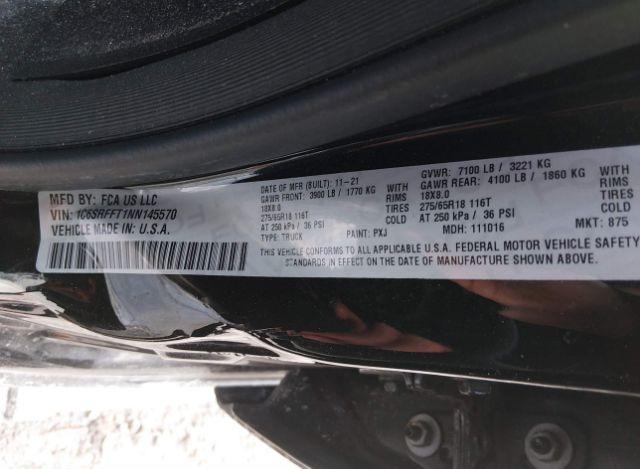 MFD BY: FCA US LLC
VIN: 1C6SRFFT1NN145570
VEHICLE MADE IN U.S.A.
DATE OF MFR (BUILT): 11-21
GAWR FRONT: 3900 LB / 1770 KG WITH
18X8.0 RIMS
275/65R18 116T TIRES
AT 250 kPa / 36 PSI
TYPE: TRUCK PAINT: PXJ
GVWR: 7100 LB / 3221 KG
GAWR REAR: 4100 LB / 1860 KG WITH
18X8.0 RIMS
275/65R18 116T TIRES
AT 250 kPa / 36 PSI
MDH: 111016 MKT: 875
THIS VEHICLE CONFORMS TO ALL APPLICABLE U.S.A. FEDERAL MOTOR VEHICLE SAFETY
STANDARDS IN EFFECT ON THE DATE OF MANUFACTURE SHOWN ABOVE.